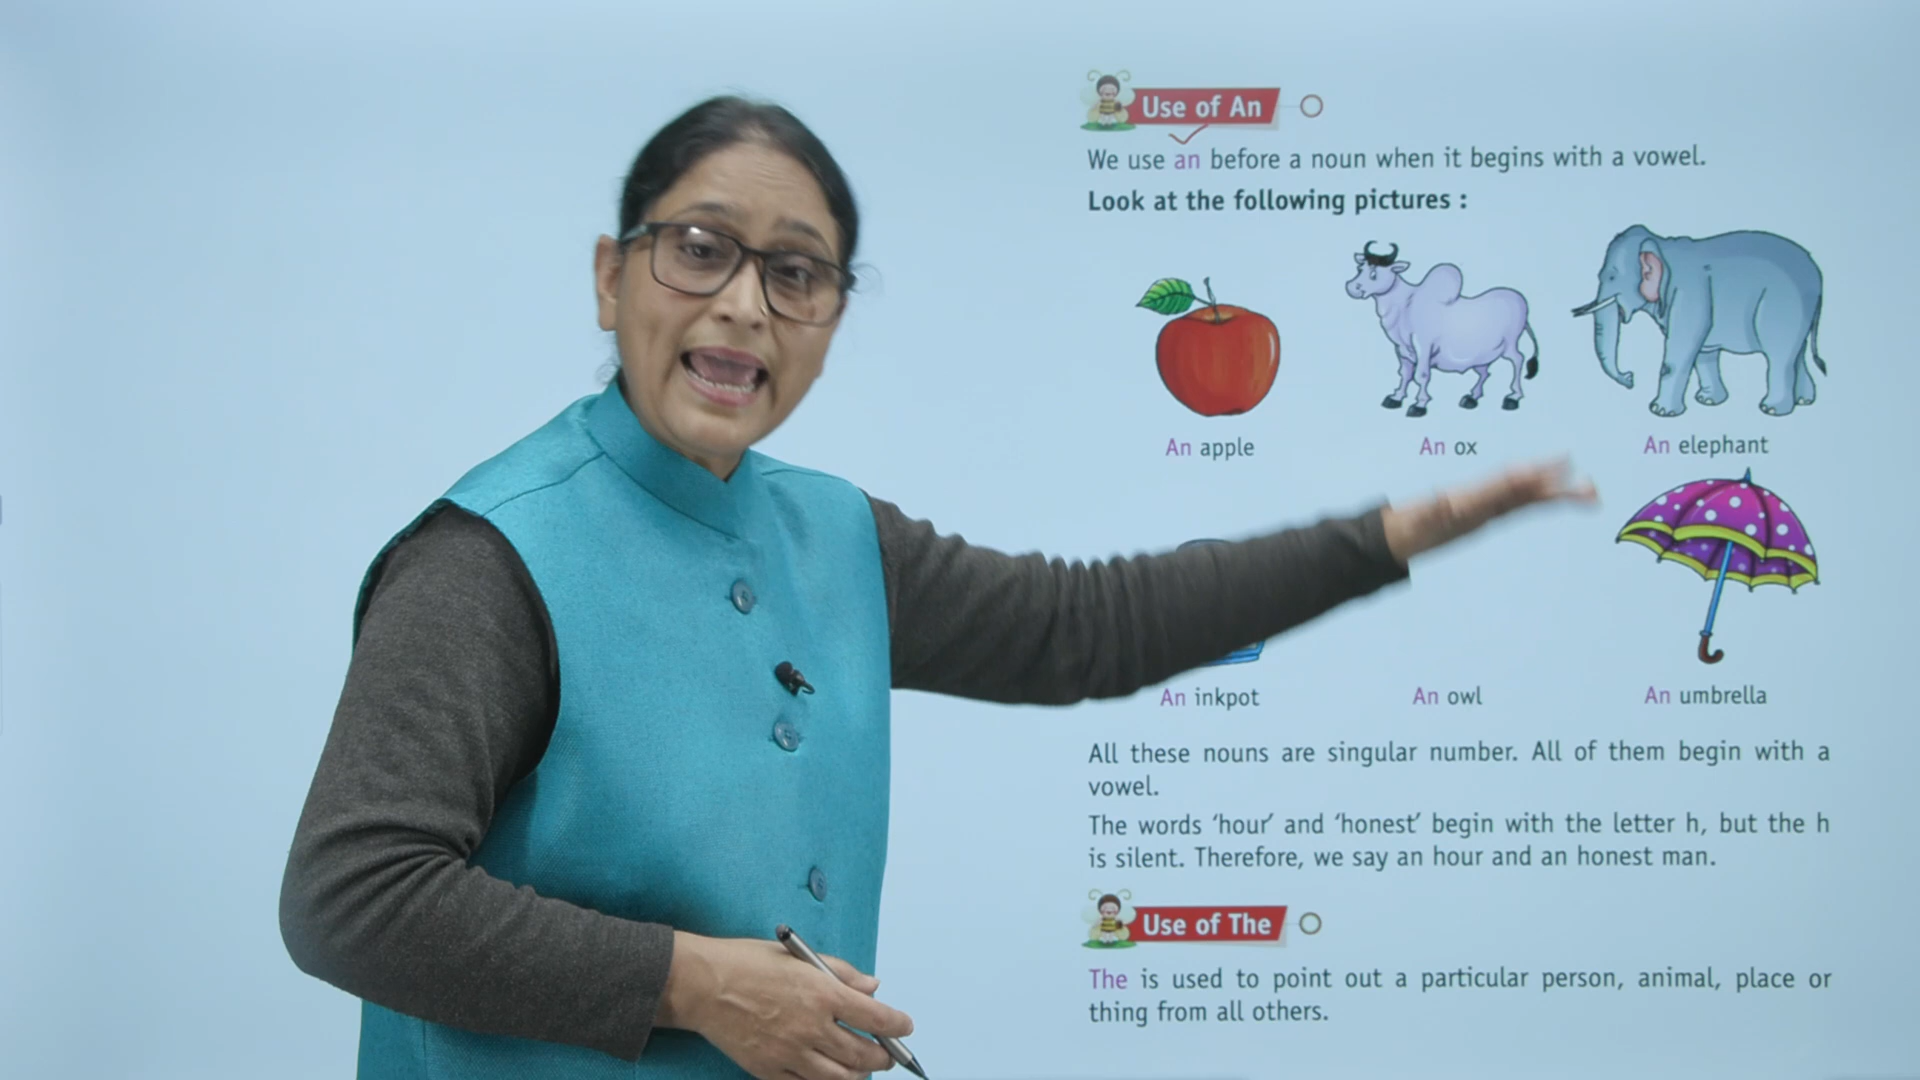 Use of An
We use an before a noun when it begins with a vowel.
Look at the following pictures :
An apple
An ox
An elephant
An inkpot
An owl
An umbrella
All these nouns are singular number. All of them begin with a
vowel.
The words ‘hour’ and ‘honest’ begin with the letter h, but the h
is silent. Therefore, we say an hour and an honest man.
Use of The
The is used to point out a particular person, animal, place or
thing from all others.